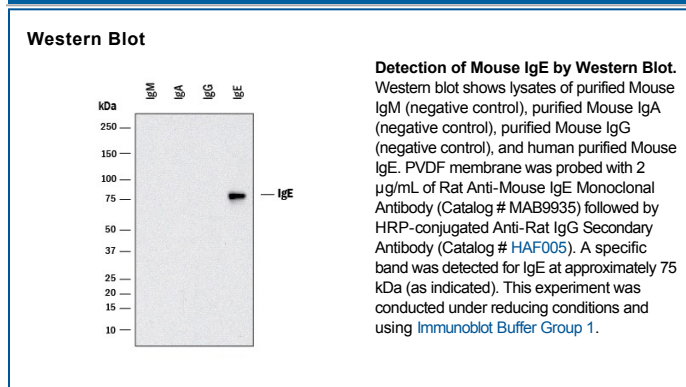 Western Blot
IgM
IgA
IgG
IgE
kDa
250
150
100
75
50
37
25
20
15
10
IgE
Detection of Mouse IgE by Western Blot.
Western blot shows lysates of purified Mouse
IgM (negative control), purified Mouse IgA
(negative control), purified Mouse IgG
(negative control), and human purified Mouse
IgE. PVDF membrane was probed with 2
µg/mL of Rat Anti-Mouse IgE Monoclonal
Antibody (Catalog # MAB9935) followed by
HRP-conjugated Anti-Rat IgG Secondary
Antibody (Catalog # HAF005). A specific
band was detected for IgE at approximately 75
kDa (as indicated). This experiment was
conducted under reducing conditions and
using Immunoblot Buffer Group 1.